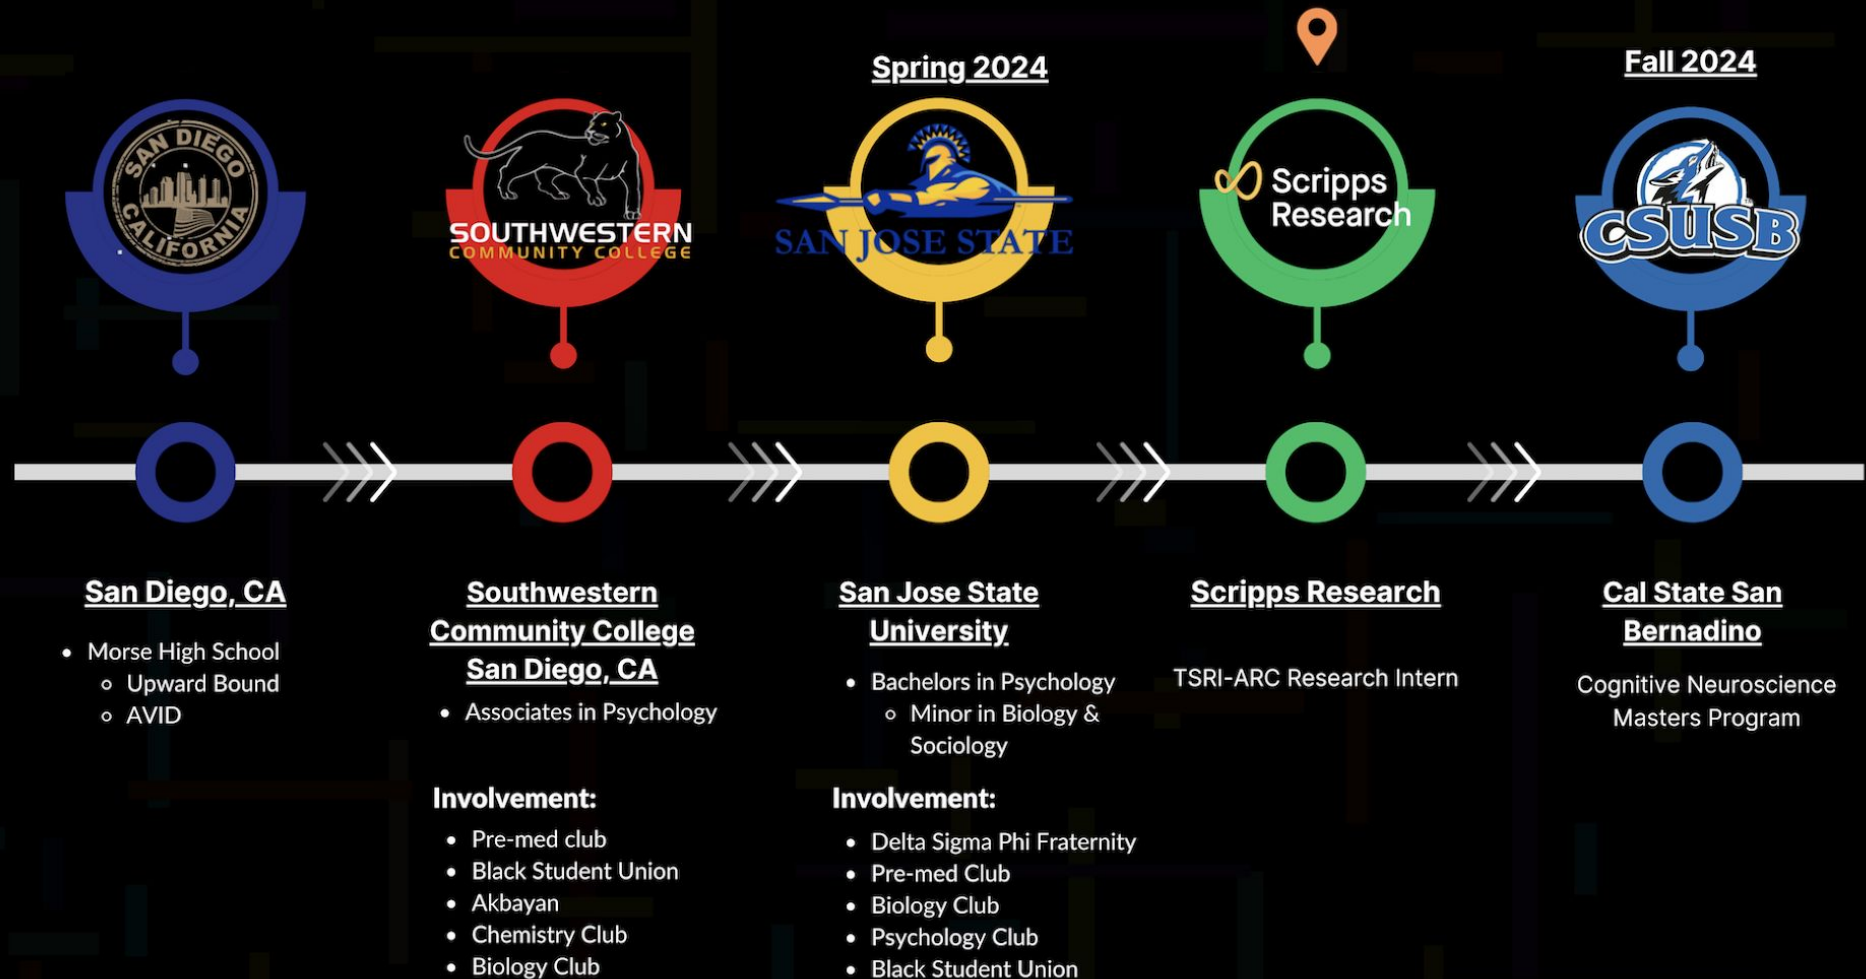 Spring 2024
Fall 2024
SAN DIEGO
CALIFORNIA
SOUTHWESTERN
COMMUNITY COLLEGE
SAN JOSE STATE
Scripps
Research
CSUSB
San Diego, CA
• Morse High School
○ Upward Bound
○ AVID
Southwestern
Community College
San Diego, CA
• Associates in Psychology
Involvement:
• Pre-med club
• Black Student Union
• Akbayan
• Chemistry Club
• Biology Club
San Jose State
University
• Bachelors in Psychology
○ Minor in Biology &
Sociology
Involvement:
• Delta Sigma Phi Fraternity
• Pre-med Club
• Biology Club
• Psychology Club
• Black Student Union
Scripps Research
TSRI-ARC Research Intern
Cal State San
Bernadino
Cognitive Neuroscience
Masters Program